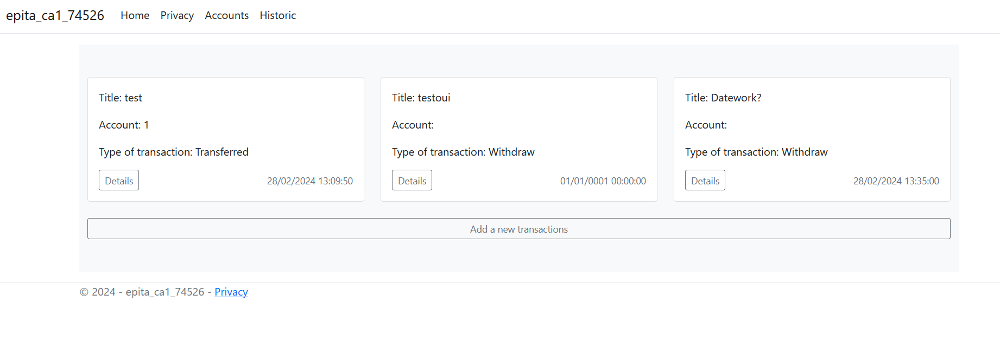 epita_ca1_74526 Home Privacy Accounts Historic
Title: test
Account: 1
Type of transaction: Transferred
Details 28/02/2024 13:09:50
Title: testoui
Account:
Type of transaction: Withdraw
Details 01/01/0001 00:00:00
Title: Datework?
Account:
Type of transaction: Withdraw
Details 28/02/2024 13:35:00
Add a new transactions
© 2024 - epita_ca1_74526 - Privacy